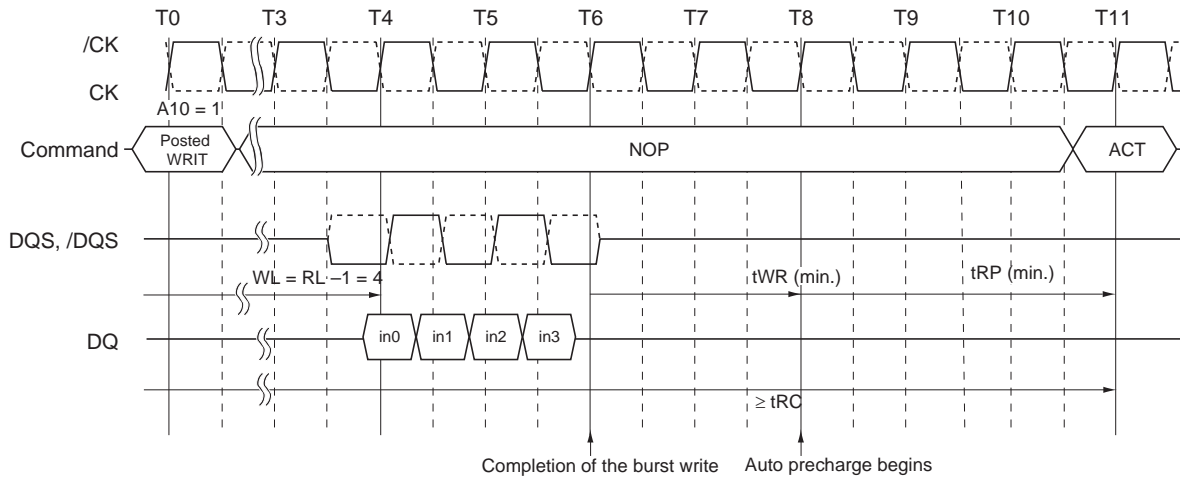 T0 T3 T4 T5 T6 T7 T8 T9 T10 T11
/CK
CK
A10 = 1
Command
Posted
WRIT
NOP
ACT
DQS, /DQS
WL = RL –1 = 4
tWR (min.)
tRP (min.)
DQ
in0 in1 in2 in3
≥ tRC
Completion of the burst write
Auto precharge begins